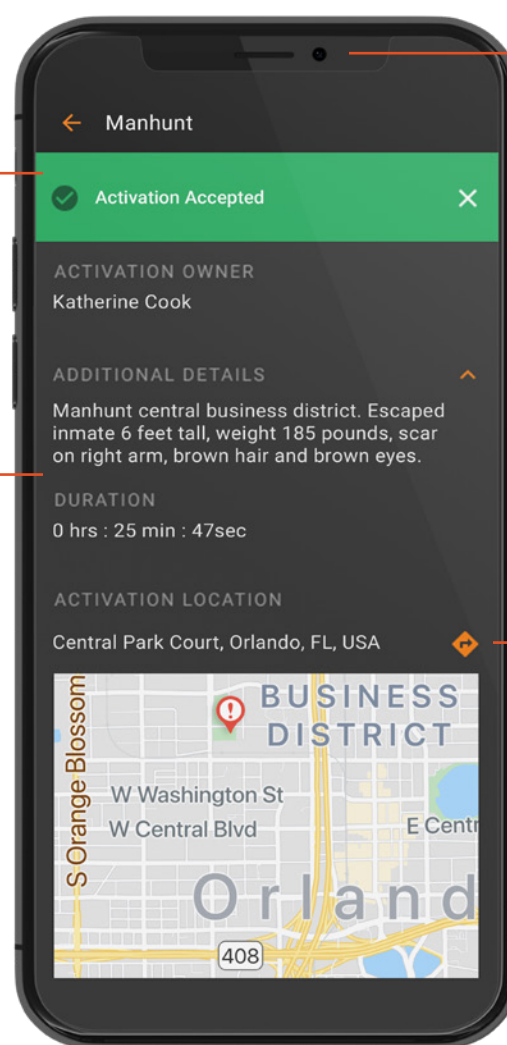 Manhunt
Activation Accepted
ACTIVATION OWNER
Katherine Cook
ADDITIONAL DETAILS
Manhunt central business district. Escaped
inmate 6 feet tall, weight 185 pounds, scar
on right arm, brown hair and brown eyes.
DURATION
0 hrs : 25 min : 47sec
ACTIVATION LOCATION
Central Park Court, Orlando, FL, USA
S Orange Blossom
BUSINESS
DISTRICT
W Washington St
W Central Blvd
E Centr
Orland
408